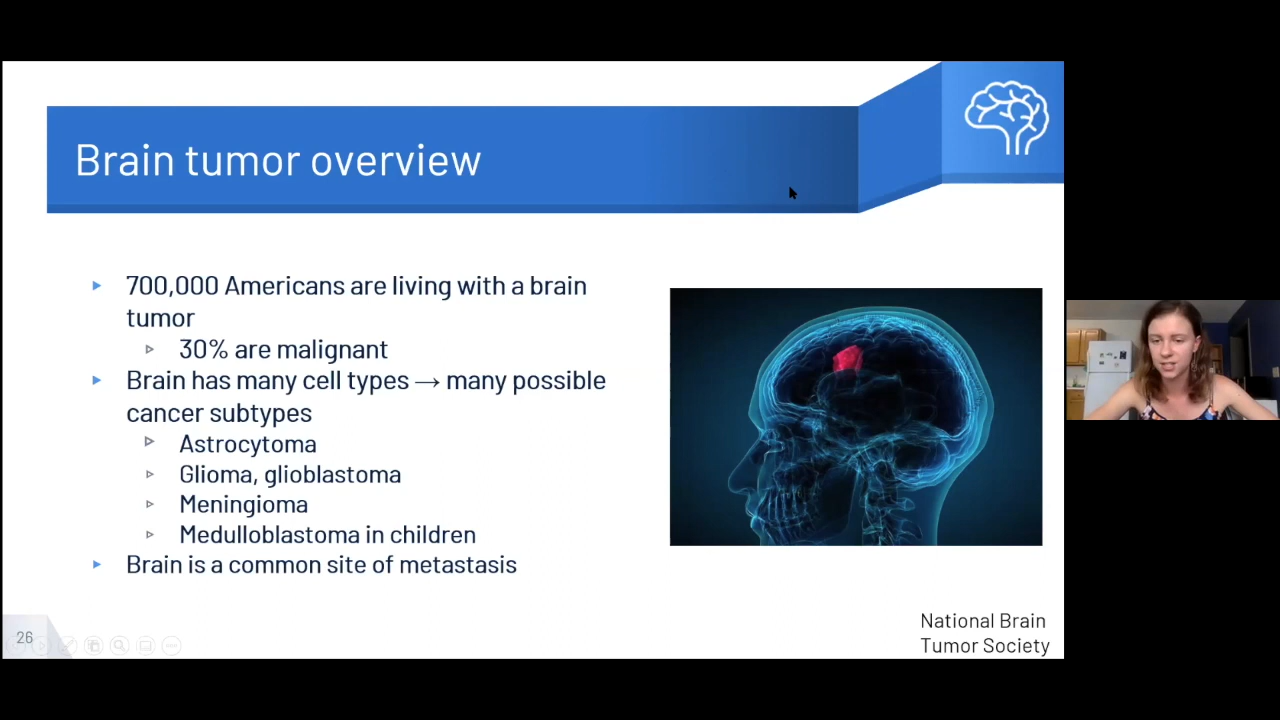 Brain tumor overview
700,000 Americans are living with a brain
tumor
30% are malignant
Brain has many cell types → many possible
cancer subtypes
Astrocytoma
Glioma, glioblastoma
Meningioma
Medulloblastoma in children
Brain is a common site of metastasis
National Brain
Tumor Society
26